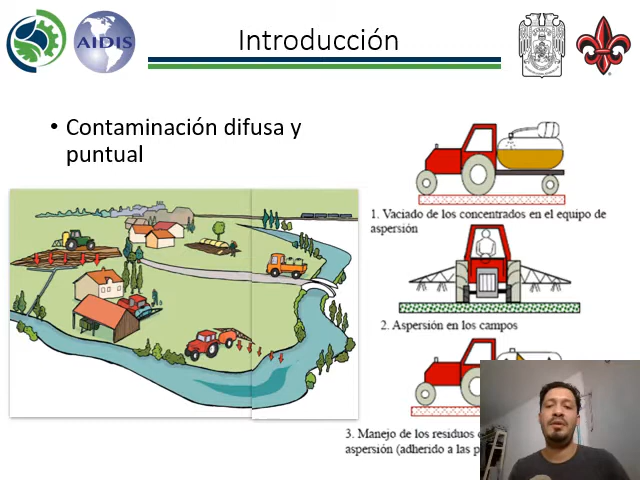 AIDIS
Introducción
• Contaminación difusa y
puntual
1. Vaciado de los concentrados en el equipo de
aspersión
2. Aspersión en los campos
3. Manejo de los residuos
aspersión (adherido a las